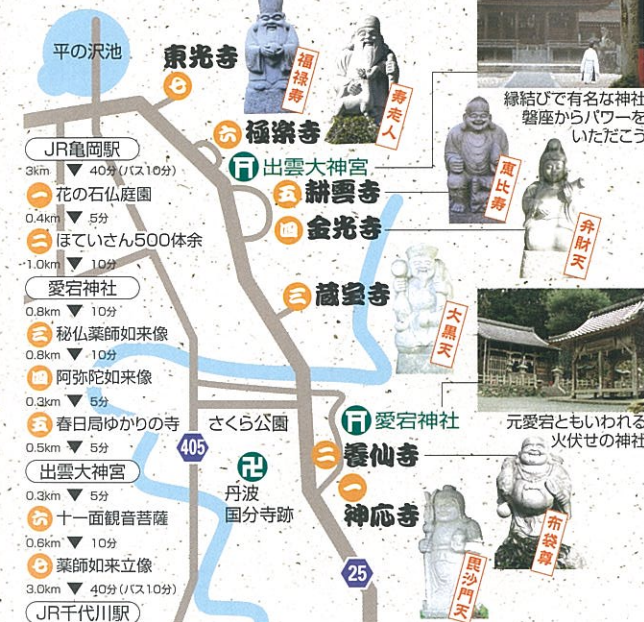 平の沢池
東光寺
七
福禄寿
寿老人
縁結びで有名な神社
磐座からパワーを
いただこう
六 極楽寺
出雲大神宮
五 耕雲寺
恵比寿
四 金光寺
弁財天
三 蔵宝寺
大黒天
愛宕神社
元愛宕ともいわれる
火伏せの神社
二 養仙寺
布袋尊
一
神応寺
毘沙門天
さくら公園
405
丹波
国分寺跡
25
JR亀岡駅
3km ▼ 40分(バス10分)
一 花の石仏庭園
0.4km ▼ 5分
二 ほていさん500体余
1.0km ▼ 10分
愛宕神社
0.8km ▼ 10分
三 秘仏薬師如来像
0.8km ▼ 10分
四 阿弥陀如来像
0.3km ▼ 5分
五 春日局ゆかりの寺
0.5km ▼ 5分
出雲大神宮
0.3km ▼ 5分
六 十一面観音菩薩
0.6km ▼ 10分
七 薬師如来立像
3.0km ▼ 40分(バス10分)
JR千代川駅